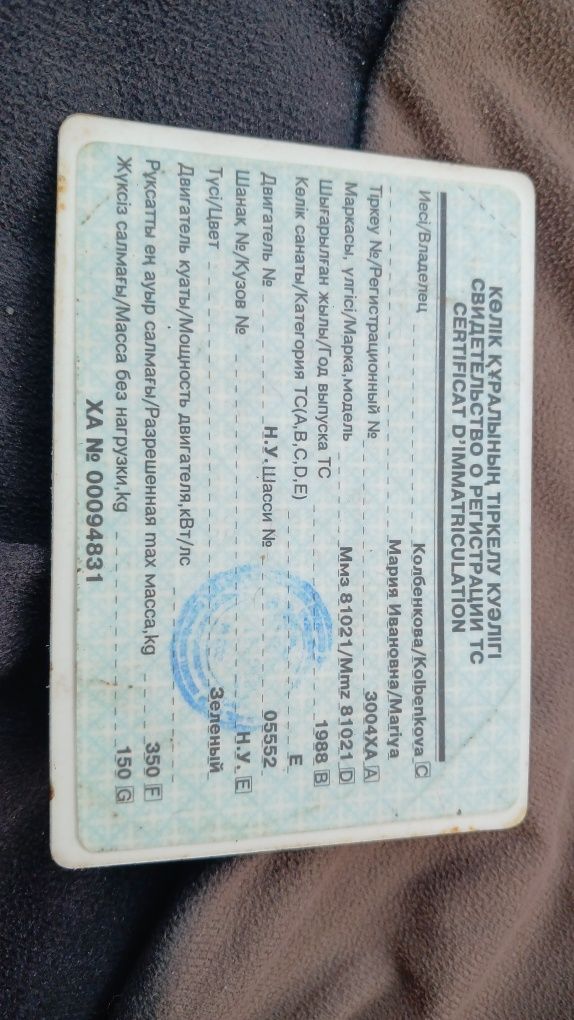 КӨЛІК ҚҰРАЛЫНЫҢ ТІРКЕЛУ КУӘЛІГІ
СВИДЕТЕЛЬСТВО О РЕГИСТРАЦИИ ТС
CERTIFICAT D'IMMATRICULATION
Иесі/Владелец Колбенкова/Kolbenkova C
Мария Ивановна/Mariya
Тіркеу №/Регистрационный № 3004ХА A
Маркасы, үлгісі/Марка,модель Ммз 81021/Mmz 81021 D
Шығарылған жылы/Год выпуска ТС 1988 B
Көлік санаты/Категория ТС(A,B,C,D,E) E
Двигатель № Н.У. Шасси № 05552
Шанақ №/Кузов № Н.У. E
Түсі/Цвет Зеленый
Двигатель қуаты/Мощность двигателя,кВт/лс
Рұқсатты ең ауыр салмағы/Разрешенная max масса,kg 350 F
Жүксіз салмағы/Масса без нагрузки,kg 150 G
ХА № 00094831